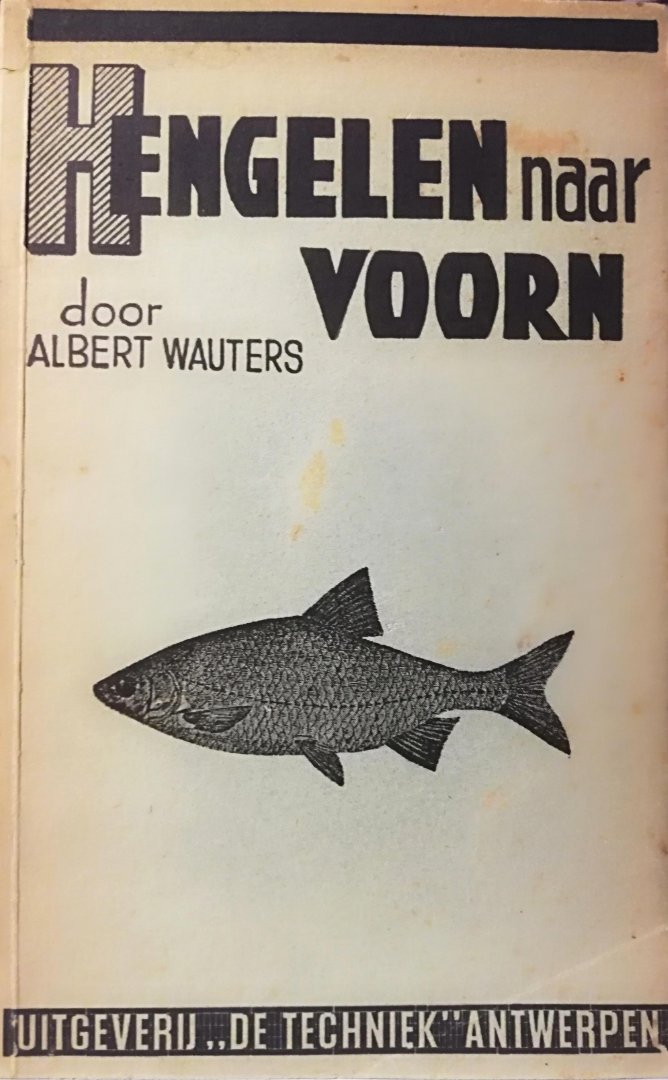 HENGELEN naar
VOORN
door
ALBERT WAUTERS
UITGEVERIJ „DE TECHNIEK" ANTWERPEN